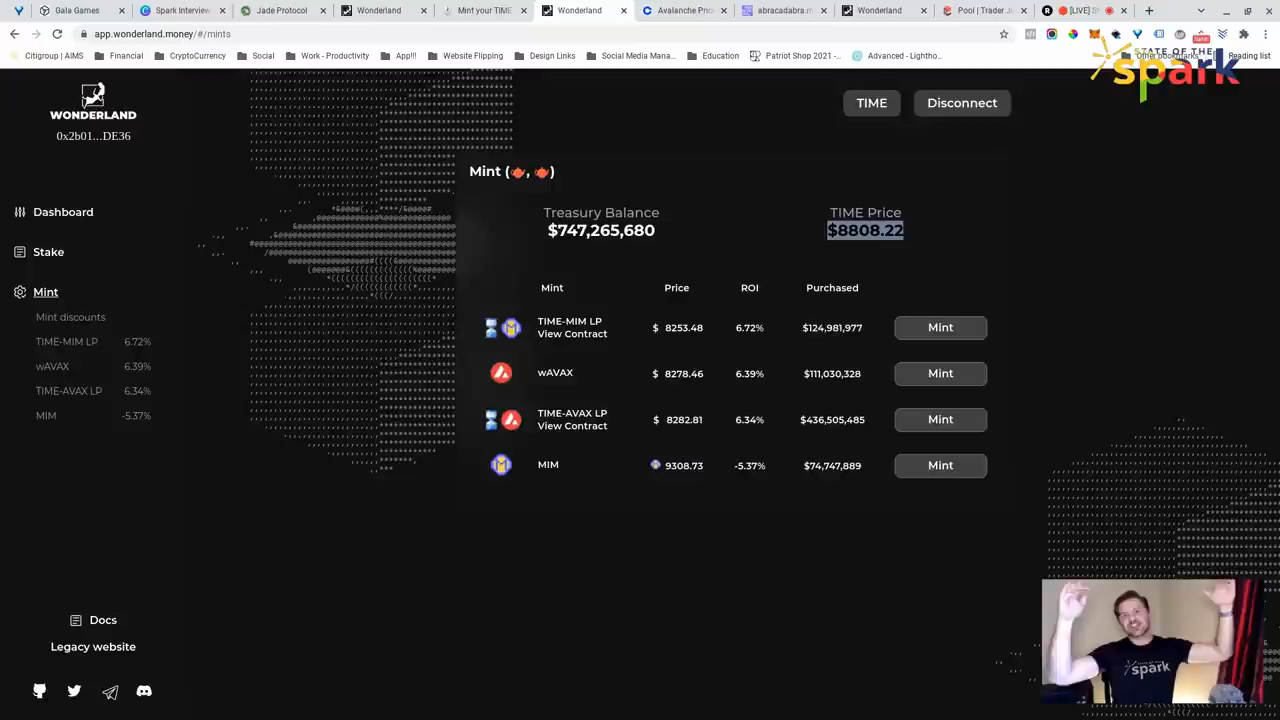 Gala Games
Spark Interview
Jade Protocol
Wonderland
Mint your TIME
Wonderland
Avalanche Pric
abracadabra.m
Wonderland
Pool | Trader J
[LIVE] S
app.wonderland.money/#/mints
Citigroup | AIMS
Financial
CryptoCurrency
Social
Work - Productivity
App!!!
Website Flipping
Design Links
Social Media Mana...
Education
Patriot Shop 2021 -...
Advanced - Lightho...
Other bookmarks
Reading list
STATE OF THE
spark
WONDERLAND
0x2b01...DE36
TIME
Disconnect
Dashboard
Stake
Mint
Mint discounts
TIME-MIM LP 6.72%
wAVAX 6.39%
TIME-AVAX LP 6.34%
MIM -5.37%
Docs
Legacy website
Mint (🫖, 🫖)
Treasury Balance
$747,265,680
TIME Price
$8808.22
Mint Price ROI Purchased
TIME-MIM LP
View Contract
$ 8253.48 6.72% $124,981,977 Mint
wAVAX $ 8278.46 6.39% $111,030,328 Mint
TIME-AVAX LP
View Contract
$ 8282.81 6.34% $436,505,485 Mint
MIM 9308.73 -5.37% $74,747,889 Mint
spark